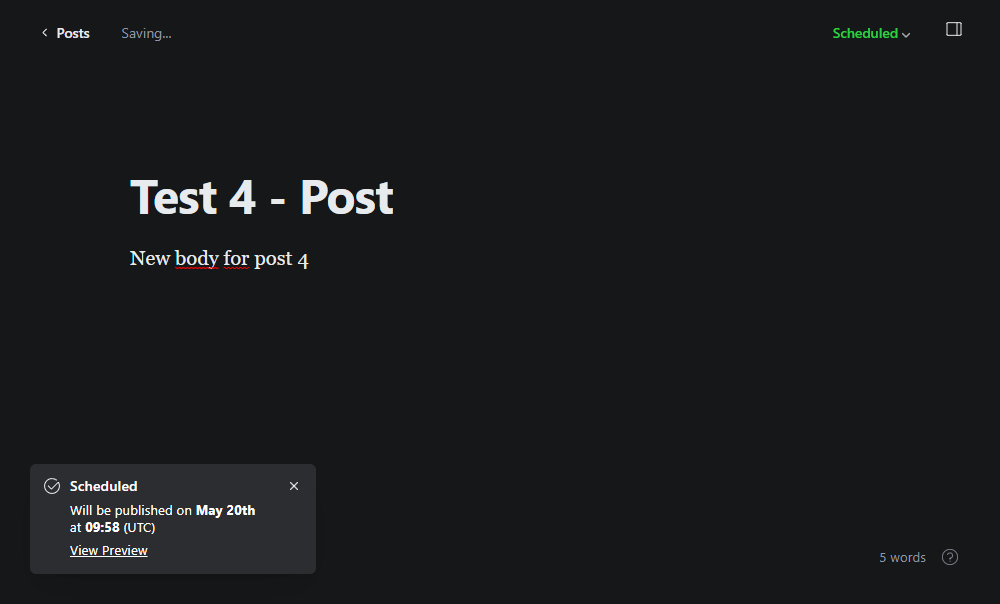 Posts
Saving...
Scheduled
Test 4 - Post
New body for post 4
Scheduled
Will be published on May 20th
at 09:58 (UTC)
View Preview
5 words
?